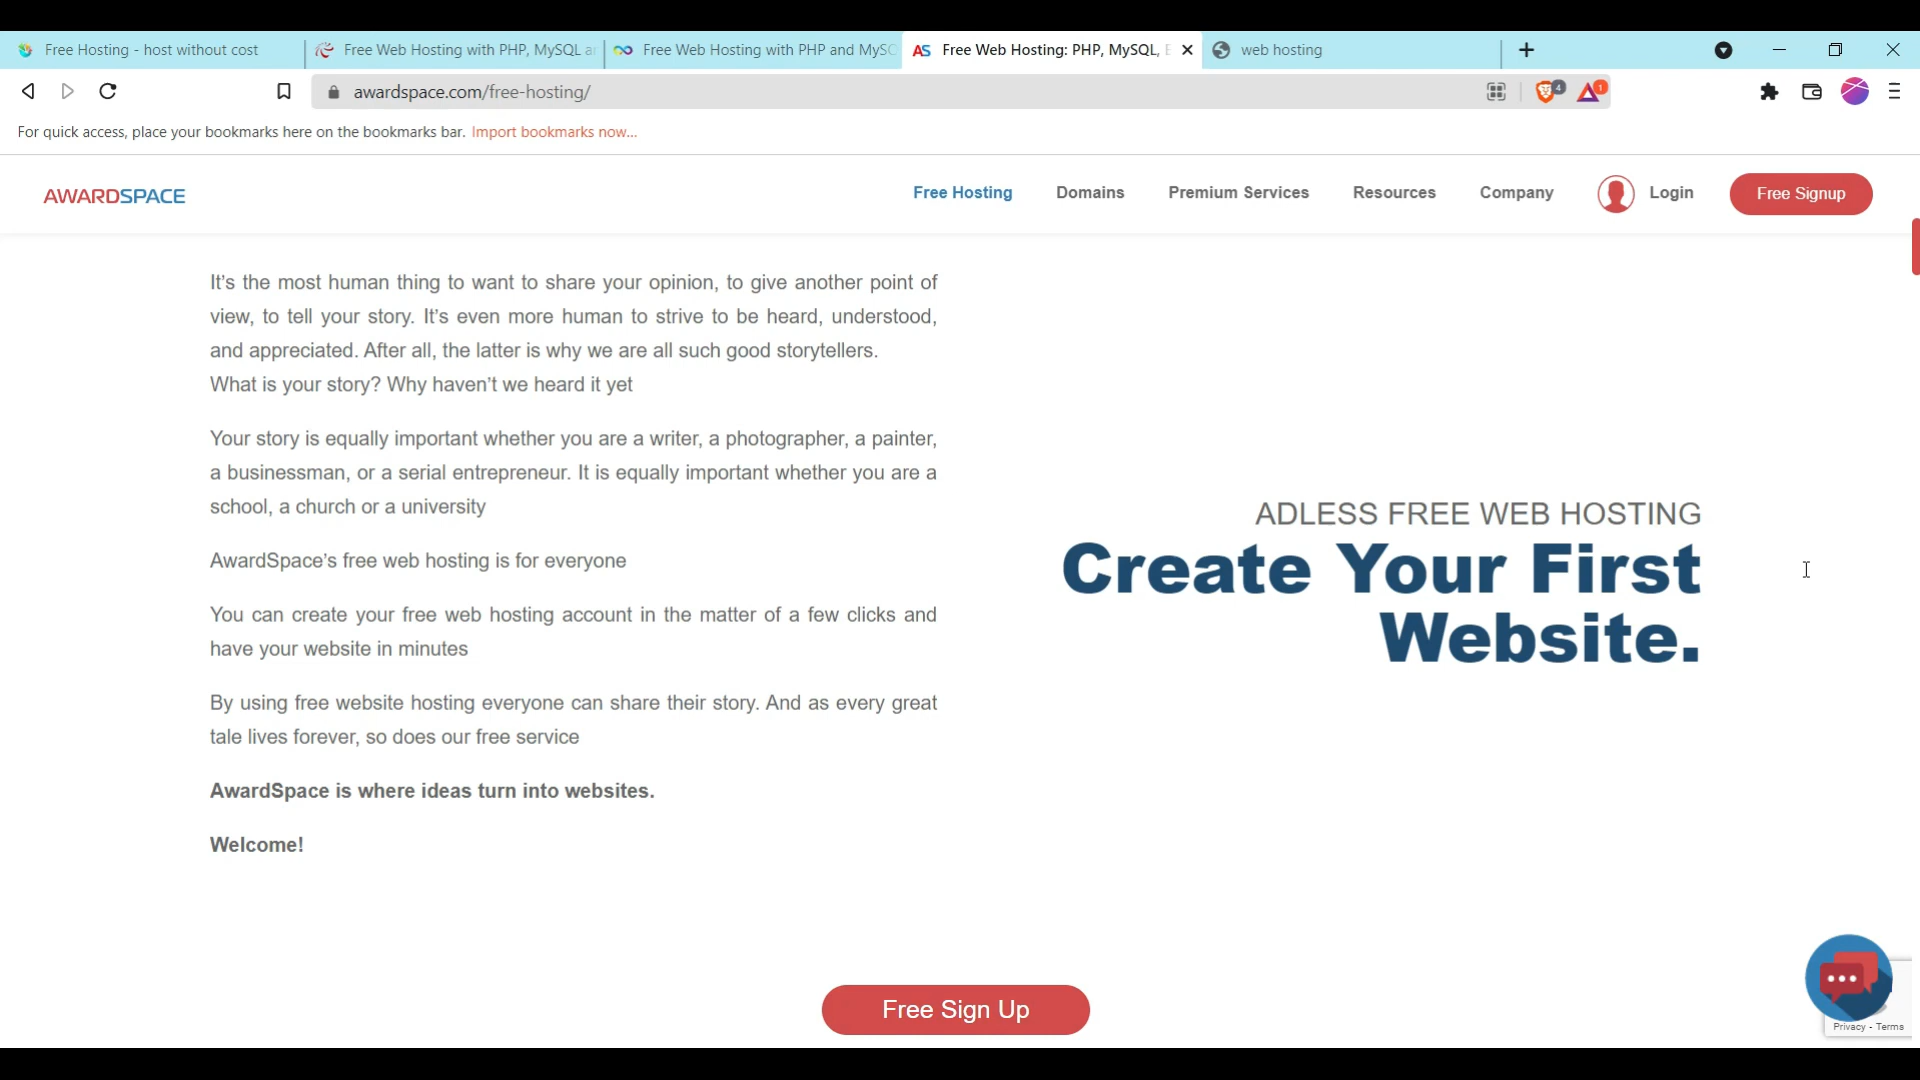 Free Hosting - host without cost
Free Web Hosting with PHP, MySQL a
Free Web Hosting with PHP and MySQ
AS Free Web Hosting: PHP, MySQL, E
web hosting
awardspace.com/free-hosting/
4
1
For quick access, place your bookmarks here on the bookmarks bar. Import bookmarks now...
AWARDSPACE
Free Hosting
Domains
Premium Services
Resources
Company
Login
Free Signup
It’s the most human thing to want to share your opinion, to give another point of
view, to tell your story. It’s even more human to strive to be heard, understood,
and appreciated. After all, the latter is why we are all such good storytellers.
What is your story? Why haven’t we heard it yet
Your story is equally important whether you are a writer, a photographer, a painter,
a businessman, or a serial entrepreneur. It is equally important whether you are a
school, a church or a university
AwardSpace’s free web hosting is for everyone
You can create your free web hosting account in the matter of a few clicks and
have your website in minutes
By using free website hosting everyone can share their story. And as every great
tale lives forever, so does our free service
AwardSpace is where ideas turn into websites.
Welcome!
ADLESS FREE WEB HOSTING
Create Your First
Website.
Free Sign Up
Privacy - Terms